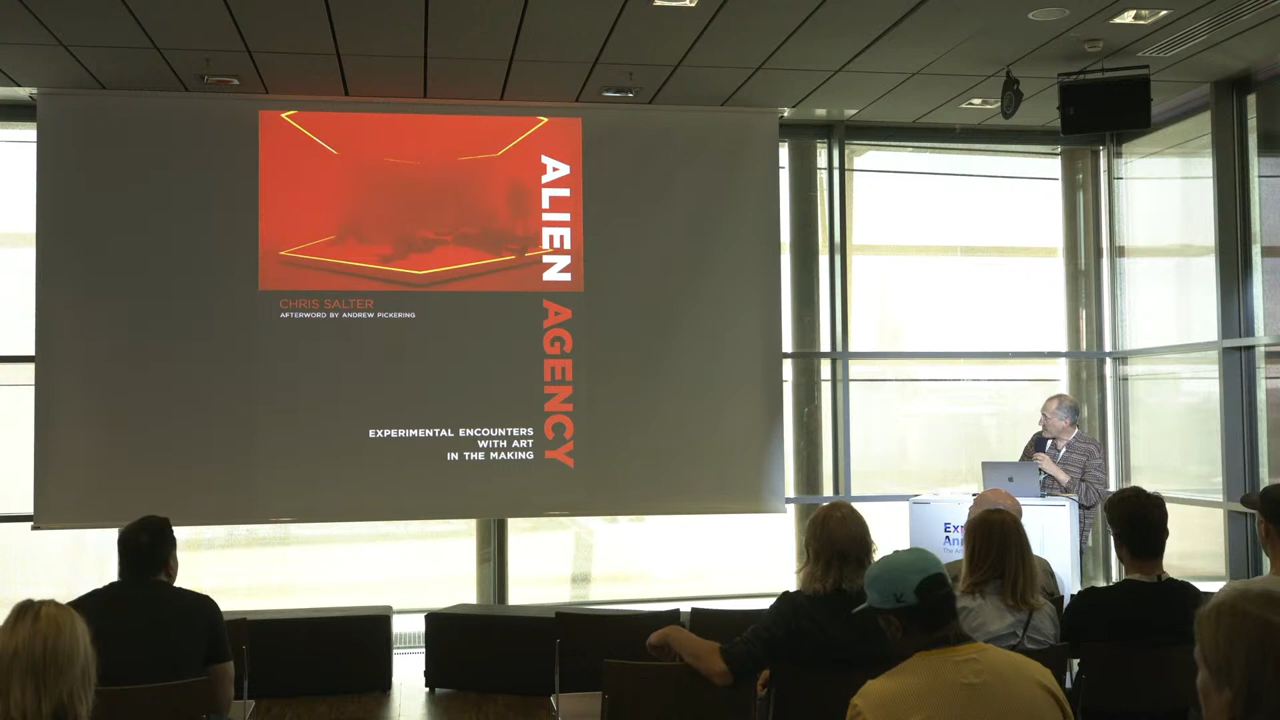 ALIEN AGENCY
CHRIS SALTER
AFTERWORD BY ANDREW PICKERING
EXPERIMENTAL ENCOUNTERS
WITH ART
IN THE MAKING